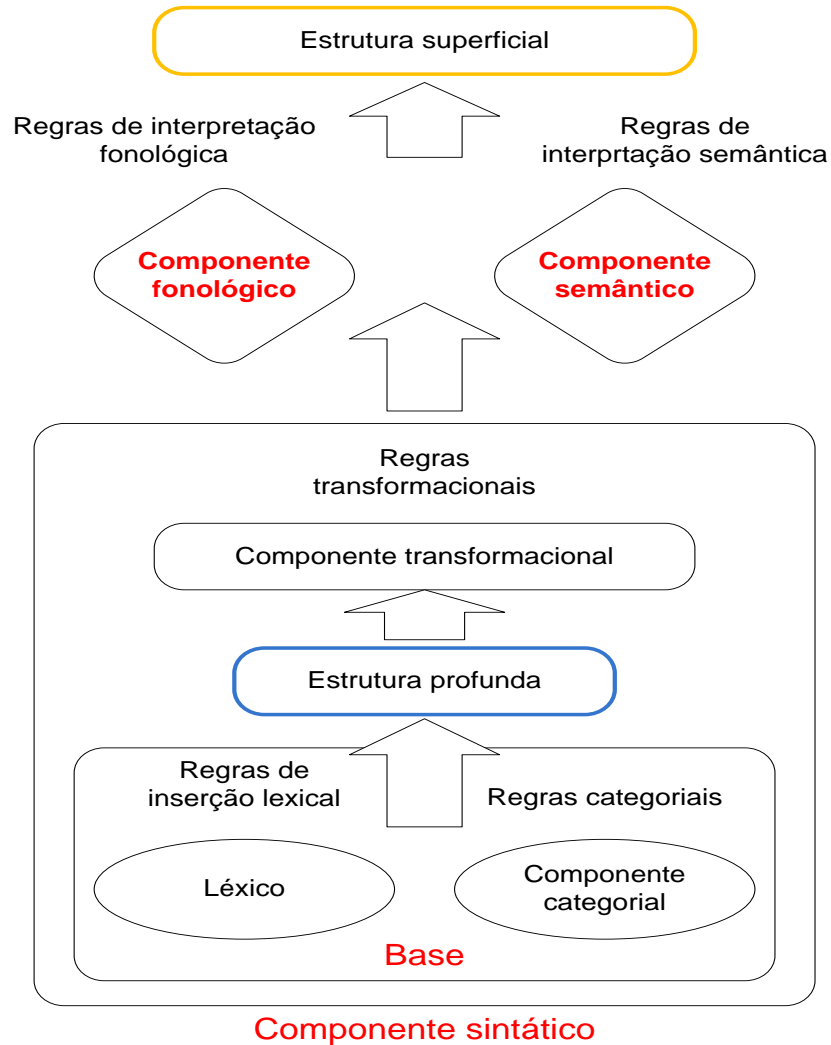 Estrutura superficial
Regras de interpretação
fonológica
Regras de
interprtação semântica
Componente
fonológico
Componente
semântico
Regras
transformacionais
Componente transformacional
Estrutura profunda
Regras de
inserção lexical
Regras categoriais
Léxico
Componente
categorial
Base
Componente sintático